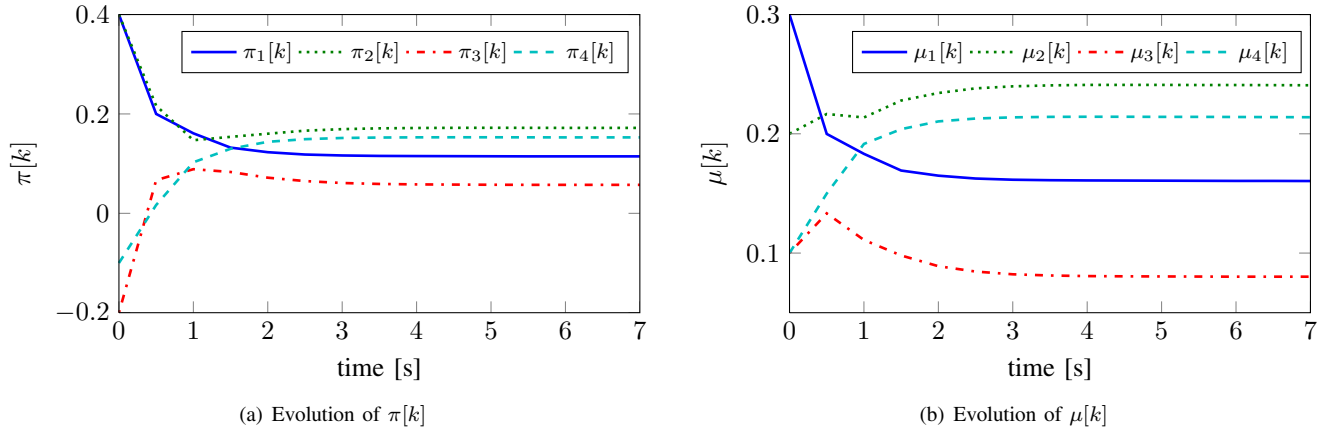 0.4
0.2
0
−0.2
π[k]
π₁[k] π₂[k] π₃[k] π₄[k]
0 1 2 3 4 5 6 7
time [s]
(a) Evolution of π[k]
0.3
0.2
0.1
μ[k]
μ₁[k] μ₂[k] μ₃[k] μ₄[k]
0 1 2 3 4 5 6 7
time [s]
(b) Evolution of μ[k]